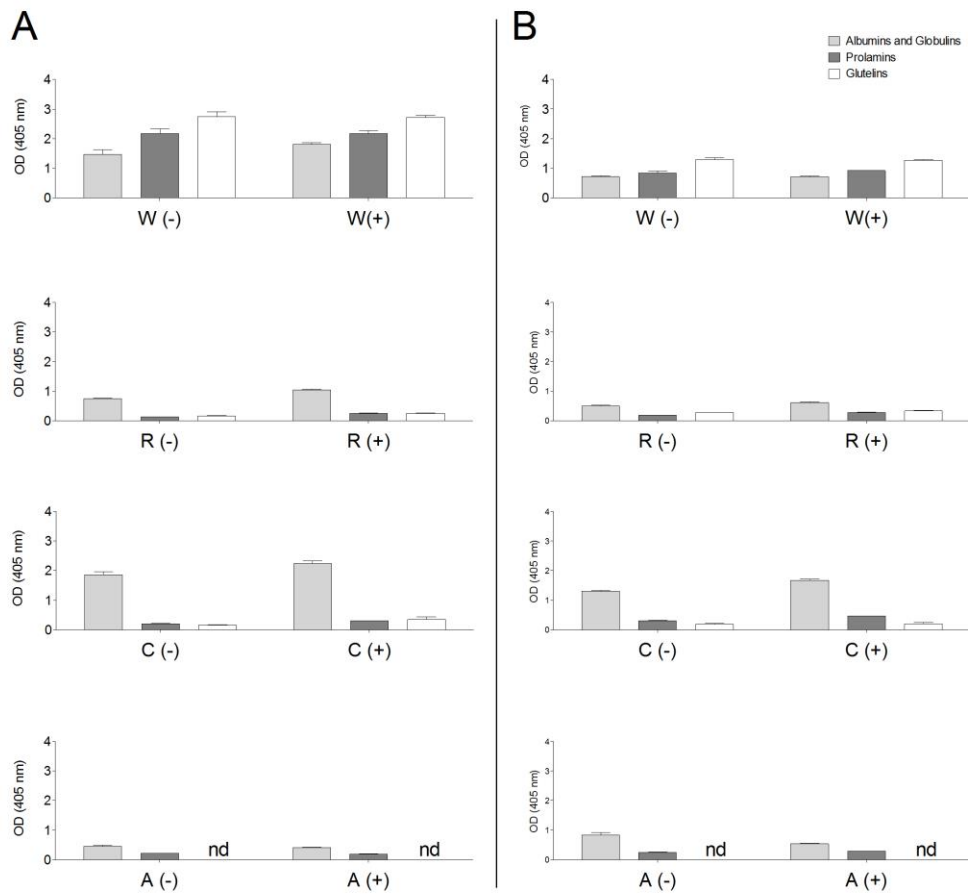 A
B
Albumins and Globulins
Prolamins
Glutelins
OD (405 nm)
4
3
2
1
0
W (-)
W(+)
OD (405 nm)
4
3
2
1
0
W (-)
W(+)
OD (405 nm)
4
3
2
1
0
R (-)
R (+)
OD (405 nm)
4
3
2
1
0
R (-)
R (+)
OD (405 nm)
4
3
2
1
0
C (-)
C (+)
OD (405 nm)
4
3
2
1
0
C (-)
C (+)
OD (405 nm)
4
3
2
1
0
nd
nd
A (-)
A (+)
OD (405 nm)
4
3
2
1
0
nd
nd
A (-)
A (+)